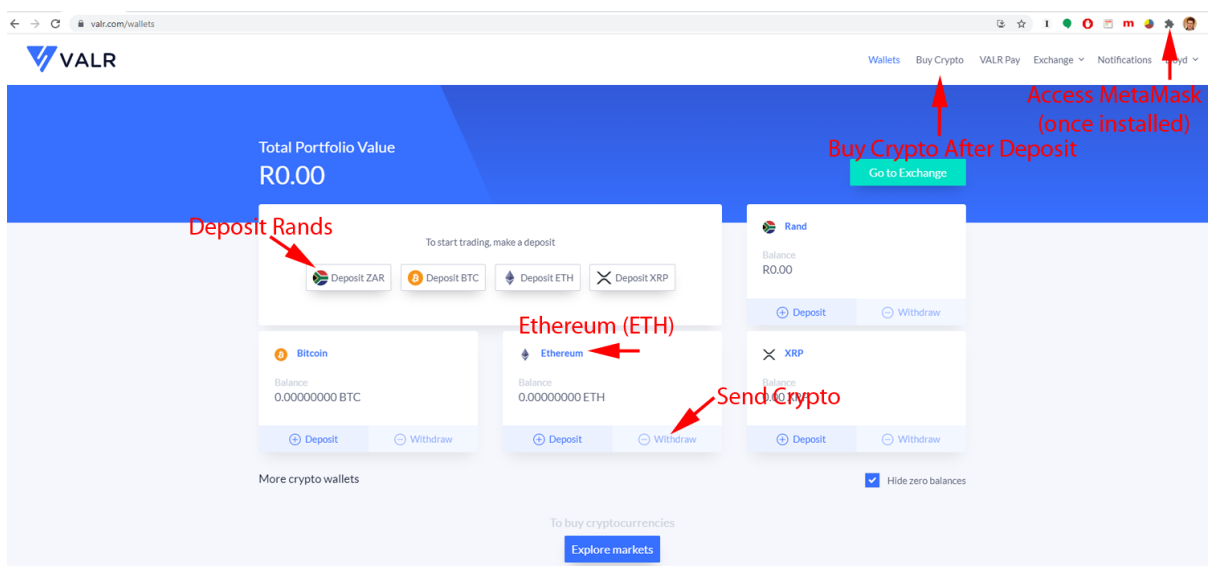 valr.com/wallets
VALR
Wallets Buy Crypto VALR Pay Exchange Notifications
Access MetaMask
(once installed)
Buy Crypto After Deposit
Total Portfolio Value
R0.00
Go to Exchange
Deposit Rands
To start trading, make a deposit
Deposit ZAR Deposit BTC Deposit ETH Deposit XRP
Rand
Balance
R0.00
Deposit Withdraw
Ethereum (ETH)
Bitcoin
Balance
0.00000000 BTC
Deposit Withdraw
Ethereum
Balance
0.00000000 ETH
Deposit Withdraw
Send Crypto
XRP
Balance
0.00 XRP
Deposit Withdraw
More crypto wallets
Hide zero balances
To buy cryptocurrencies
Explore markets